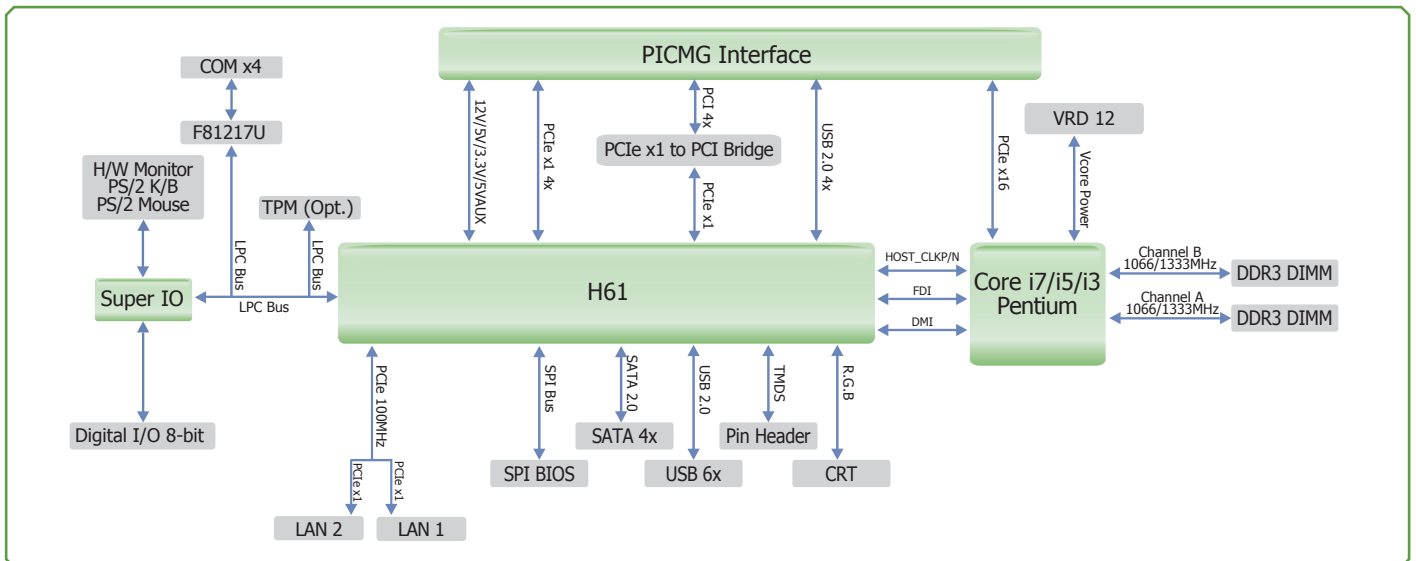 PICMG Interface
COM x4
F81217U
H/W Monitor
PS/2 K/B
PS/2 Mouse
TPM (Opt.)
LPC Bus
LPC Bus
Super IO
LPC Bus
Digital I/O 8-bit
12V/5V/3.3V/5VAUX
PCIe x1 4x
PCI 4x
PCIe x1 to PCI Bridge
PCIe x1
USB 2.0 4x
PCIe x16
VRD 12
Vcore Power
H61
HOST_CLKP/N
FDI
DMI
Core i7/i5/i3
Pentium
Channel B
1066/1333MHz
DDR3 DIMM
Channel A
1066/1333MHz
DDR3 DIMM
PCIe 100MHz
PCIe x1
PCIe x1
LAN 2
LAN 1
SPI Bus
SPI BIOS
SATA 2.0
SATA 4x
USB 2.0
USB 6x
TMDS
Pin Header
R.G.B
CRT